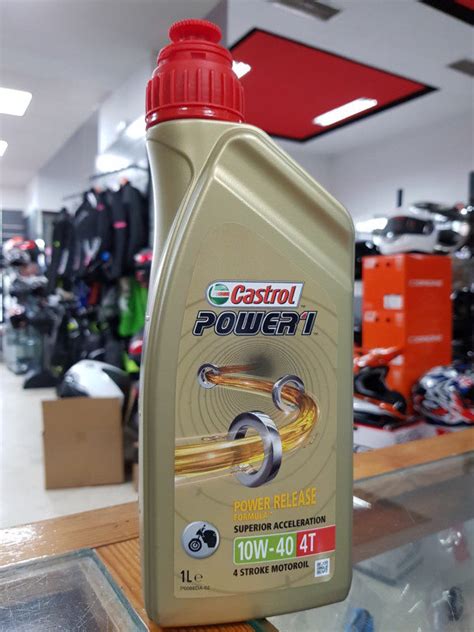 Castrol
POWER1
POWER RELEASE
FORMULA
SUPERIOR ACCELERATION
10W-40 4T
4 STROKE MOTOROIL
1L e